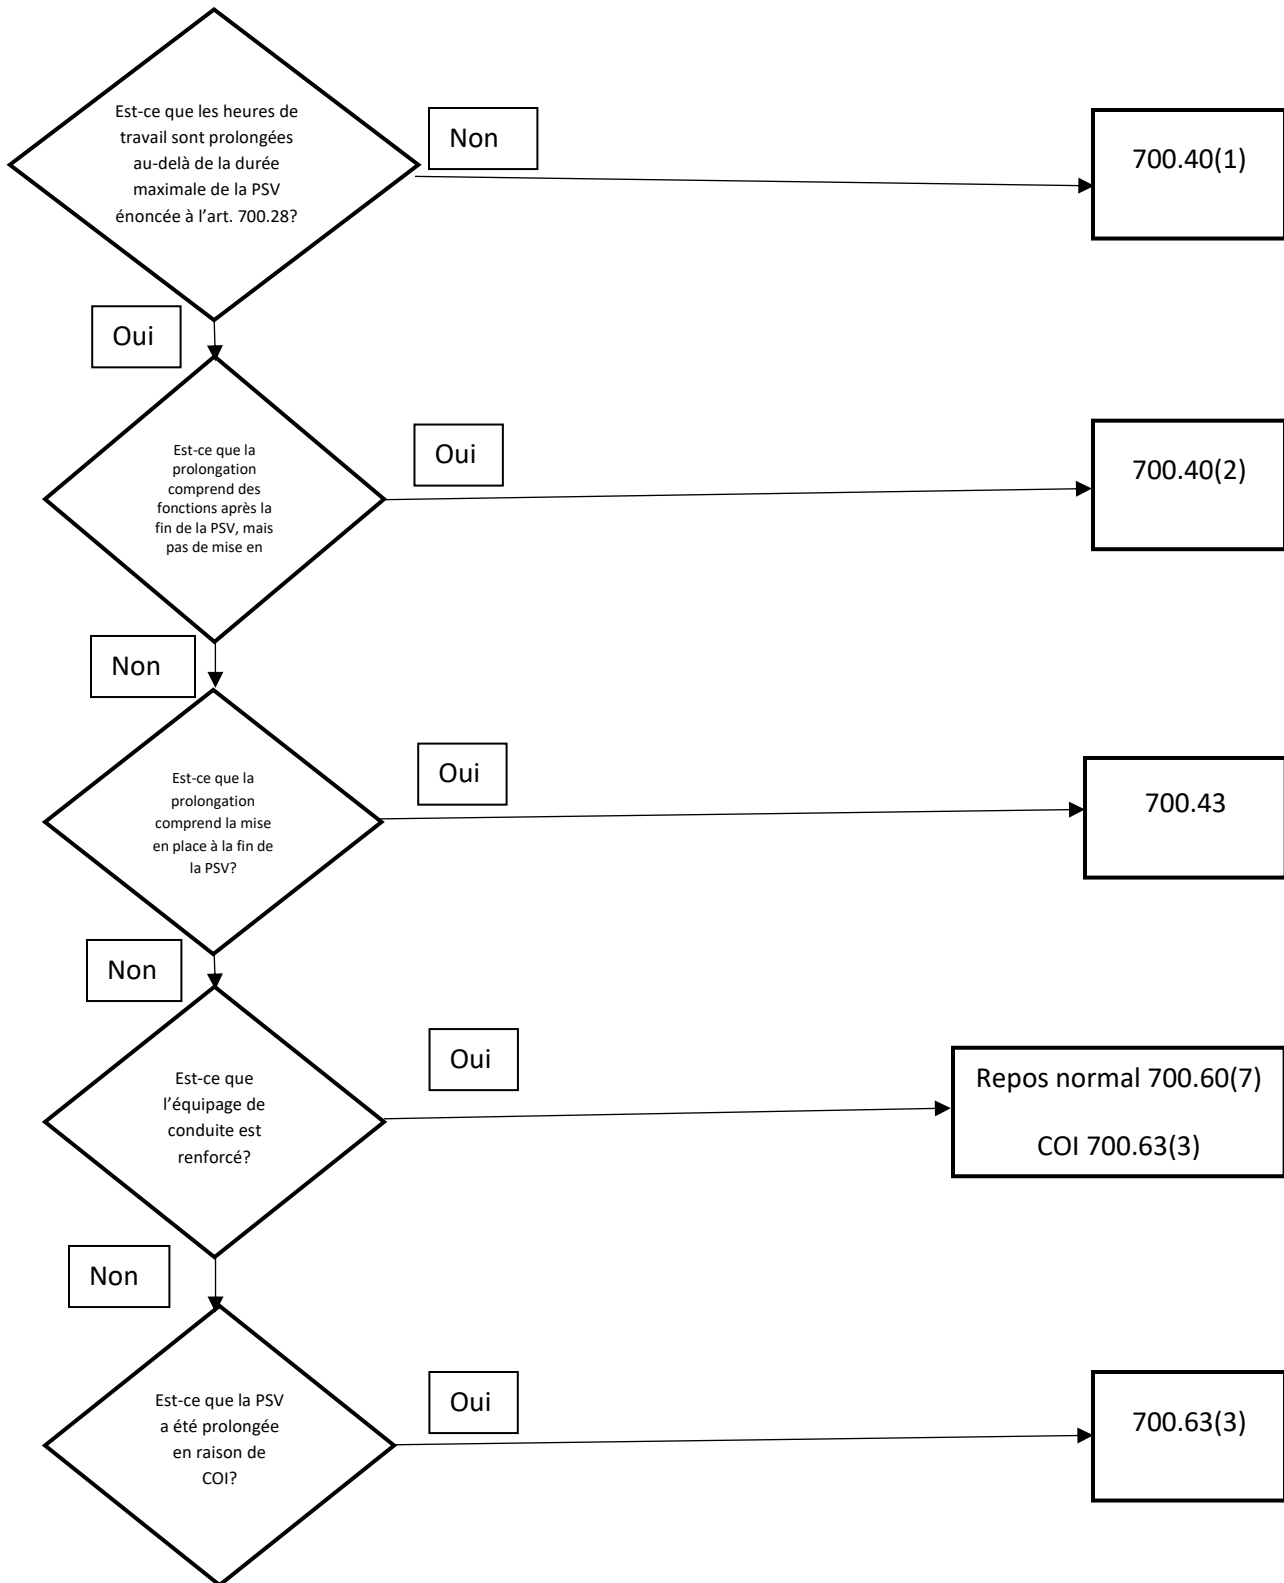 Est-ce que les heures de
travail sont prolongées
au-delà de la durée
maximale de la PSV
énoncée à l'art. 700.28?
Non
700.40(1)
Oui
Est-ce que la
prolongation
comprend des
fonctions après la
fin de la PSV, mais
pas de mise en
Oui
700.40(2)
Non
Est-ce que la
prolongation
comprend la mise
en place à la fin de
la PSV?
Oui
700.43
Non
Est-ce que
l'équipage de
conduite est
renforcé?
Oui
Repos normal 700.60(7)
COI 700.63(3)
Non
Est-ce que la PSV
a été prolongée
en raison de
COI?
Oui
700.63(3)